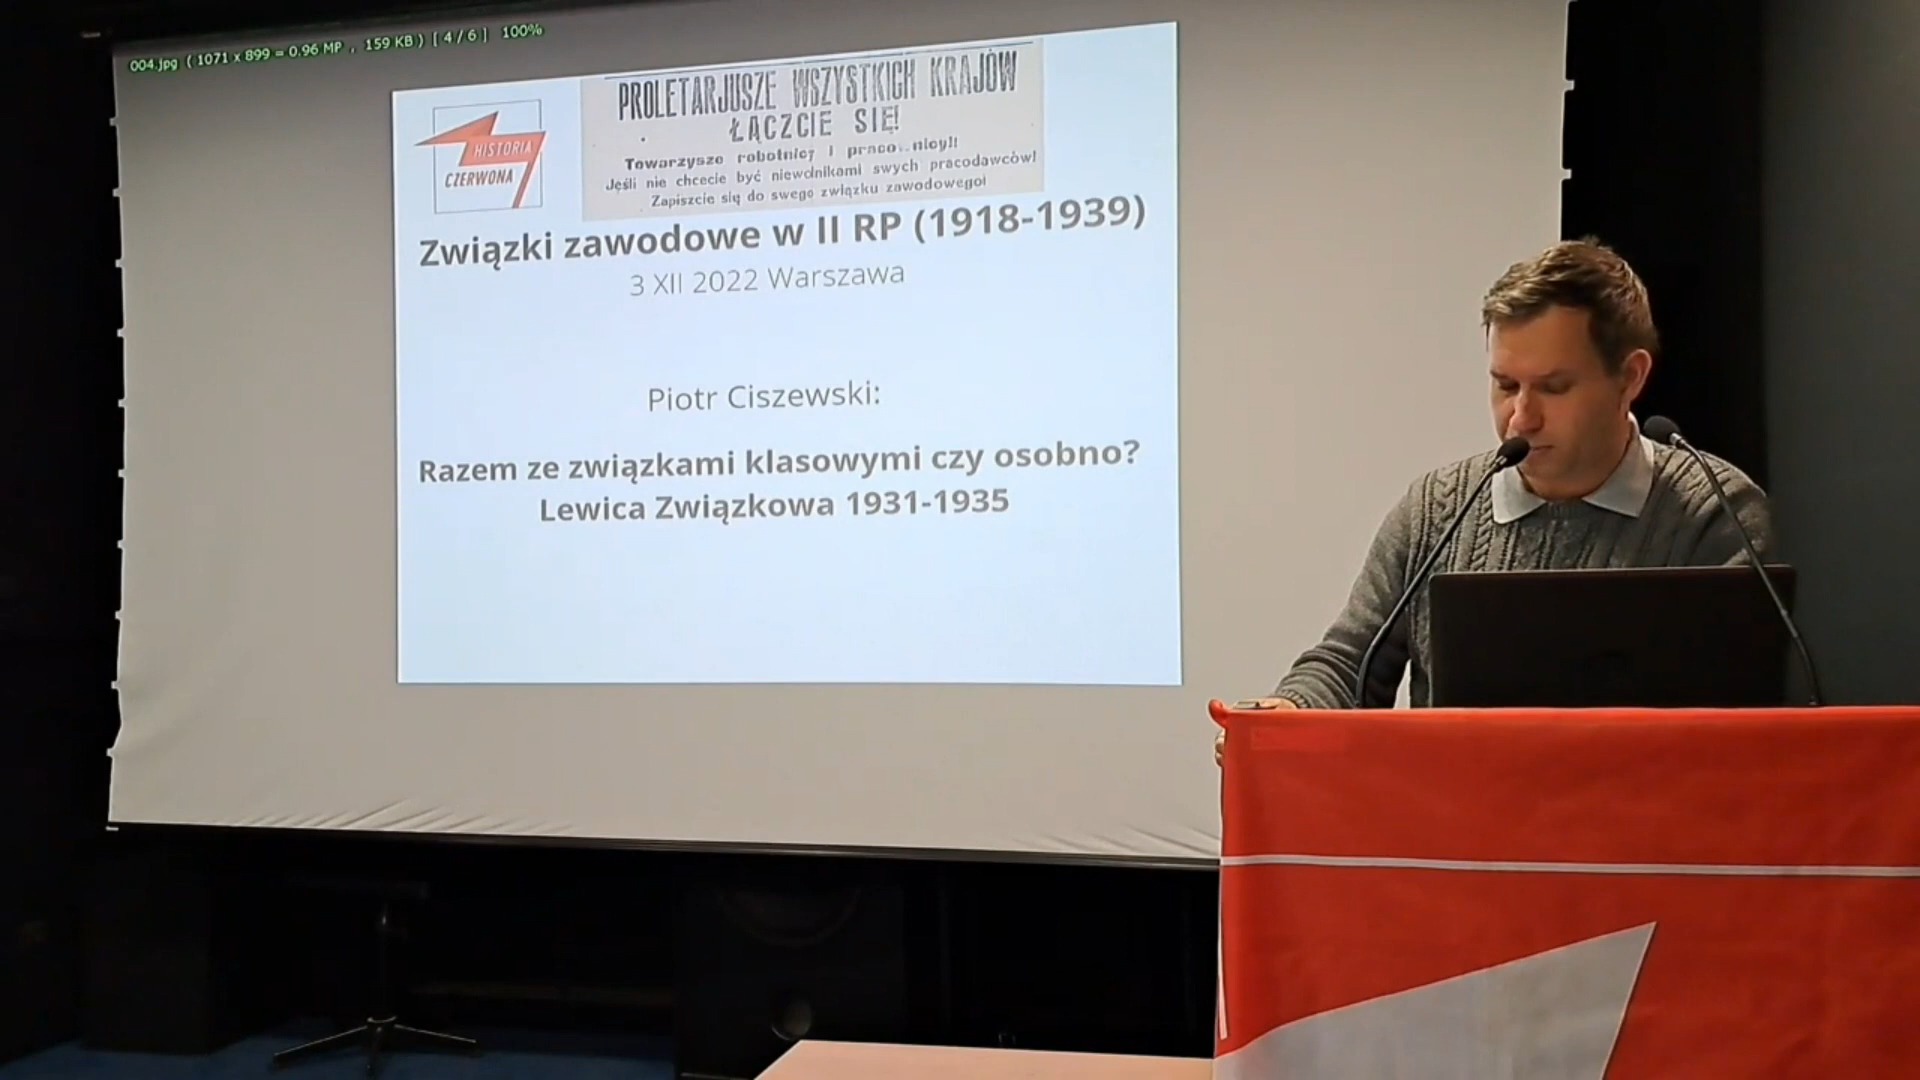 004.jpg ( 1071 x 899 = 0.96 MP , 159 KB ) [ 4 / 6 ] 100%
PROLETARJUSZE WSZYSTKICH KRAJÓW
ŁĄCZCIE SIĘ!
Towarzysze robotnicy i
Jeśli nie chcecie być niewolnikami swych pracodawców!
Zapiszcie się do swego związku zawodowego!
HISTORIA
CZERWONA
Związki zawodowe w II RP (1918-1939)
3 XII 2022 Warszawa
Piotr Ciszewski:
Razem ze związkami klasowymi czy osobno?
Lewica Związkowa 1931-1935